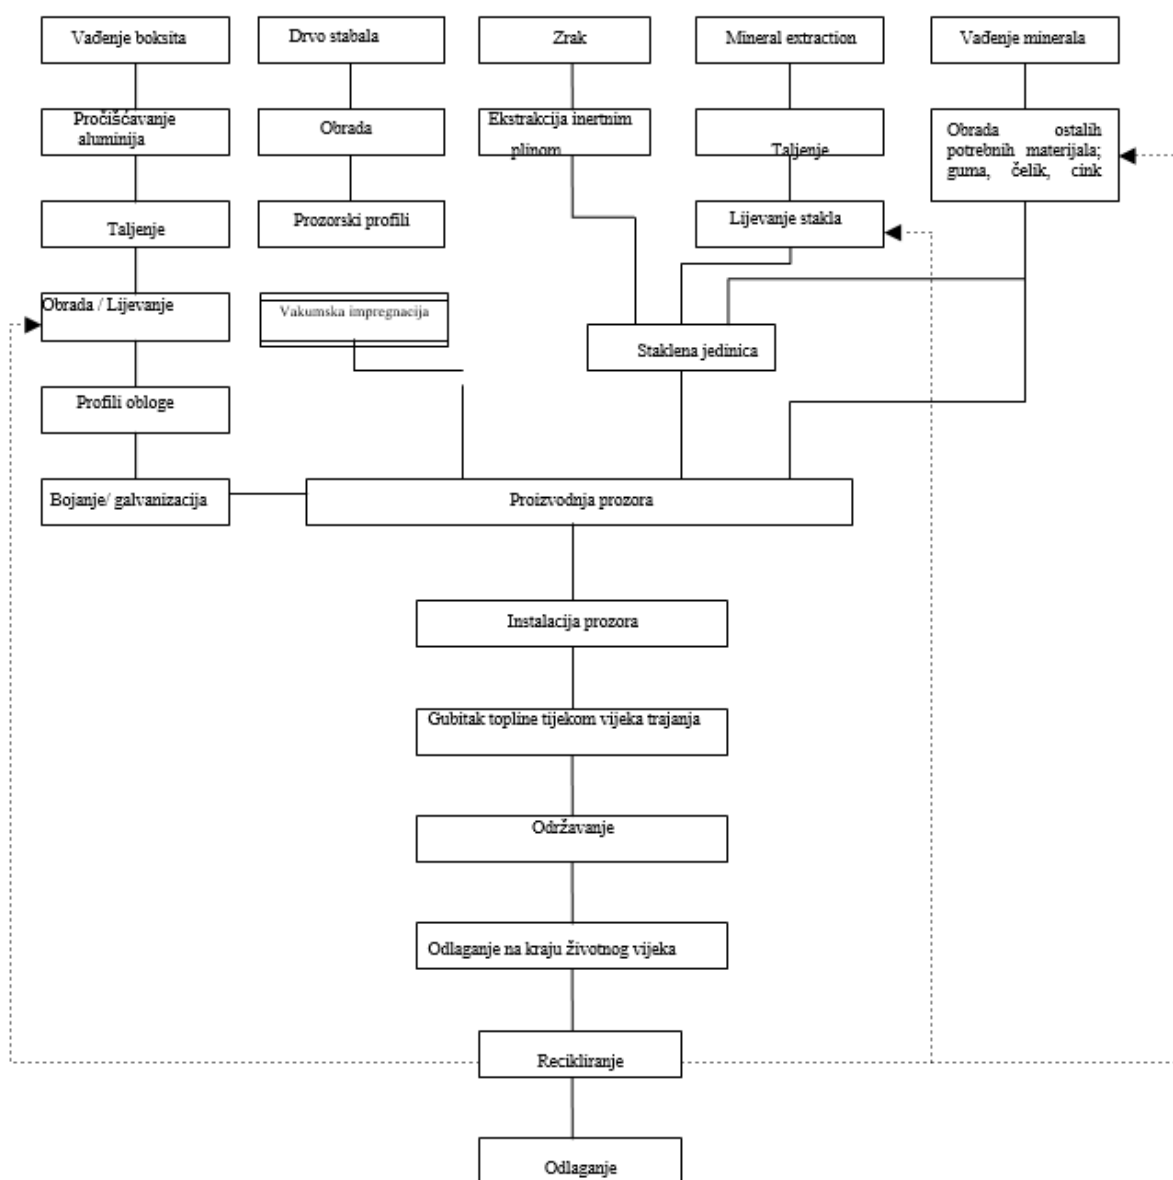 Vađenje boksita
Drvo stabala
Zrak
Mineral extraction
Vađenje minerala
Pročišćavanje
aluminija
Obrada
Ekstrakcija inertnim
plinom
Taljenje
Obrada ostalih
potrebnih materijala;
guma, čelik, cink
Taljenje
Prozorski profili
Lijevanje stakla
Obrada / Lijevanje
Vakumska impregnacija
Staklena jedinica
Profili obloge
Bojanje/ galvanizacija
Proizvodnja prozora
Instalacija prozora
Gubitak topline tijekom vijeka trajanja
Održavanje
Odlaganje na kraju životnog vijeka
Recikliranje
Odlaganje